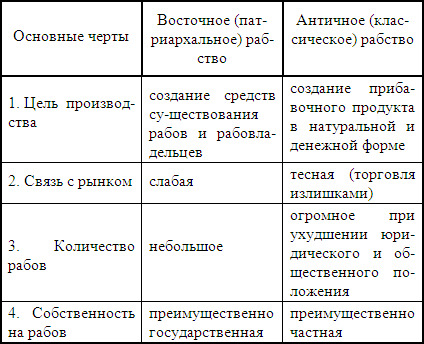 Основные черты
Восточное (пат-
риархальное) раб-
ство
Античное (клас-
сическое) рабство
1. Цель производ-
ства
создание средств
су-ществования
рабов и рабовла-
дельцев
создание приба-
вочного продукта
в натуральной и
денежной форме
2. Связь с рынком
слабая
тесная (торговля
излишками)
3. Количество
рабов
небольшое
огромное при
ухудшении юри-
дического и об-
щественного по-
ложения
4. Собственность
на рабов
преимущественно
государственная
преимущественно
частная